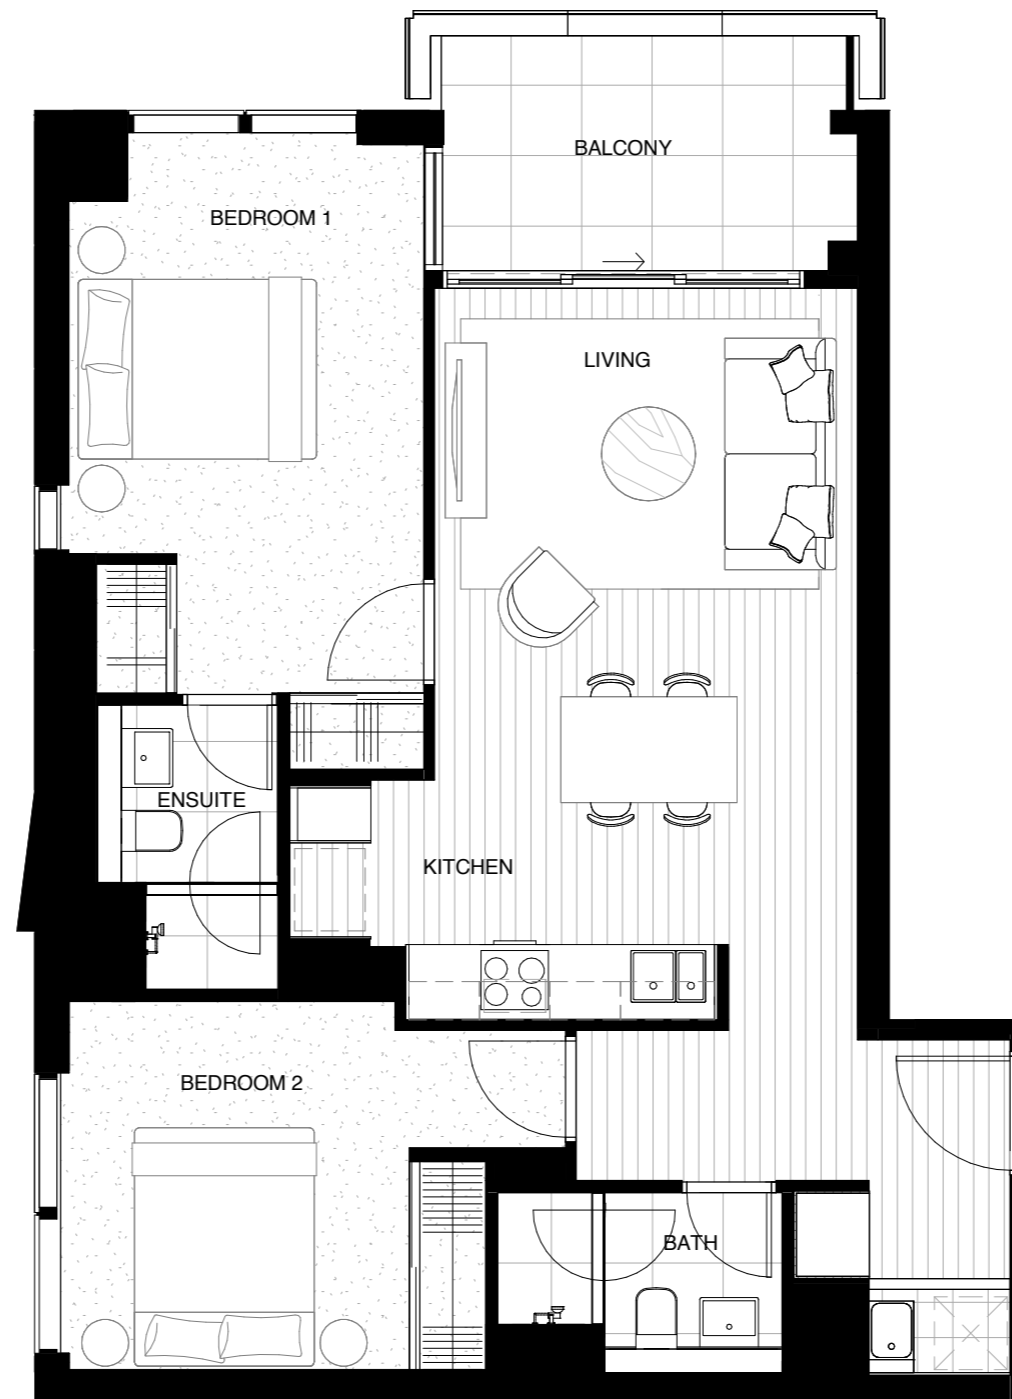 BALCONY
BEDROOM 1
LIVING
ENSUITE
KITCHEN
BEDROOM 2
BATH